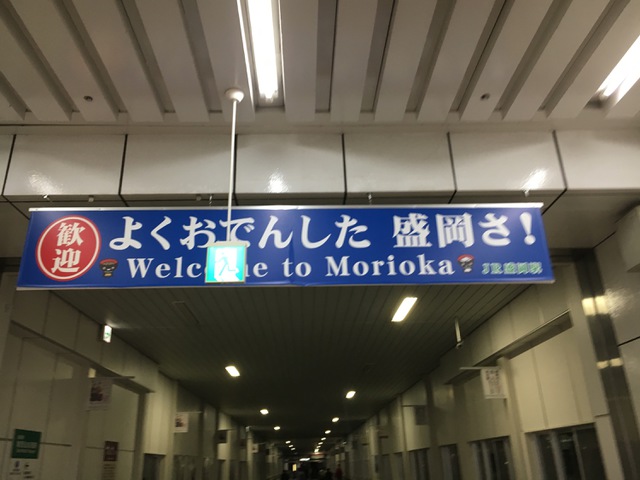 歓迎
よくおでんした 盛岡さ!
Welcome to Morioka
JR盛岡駅